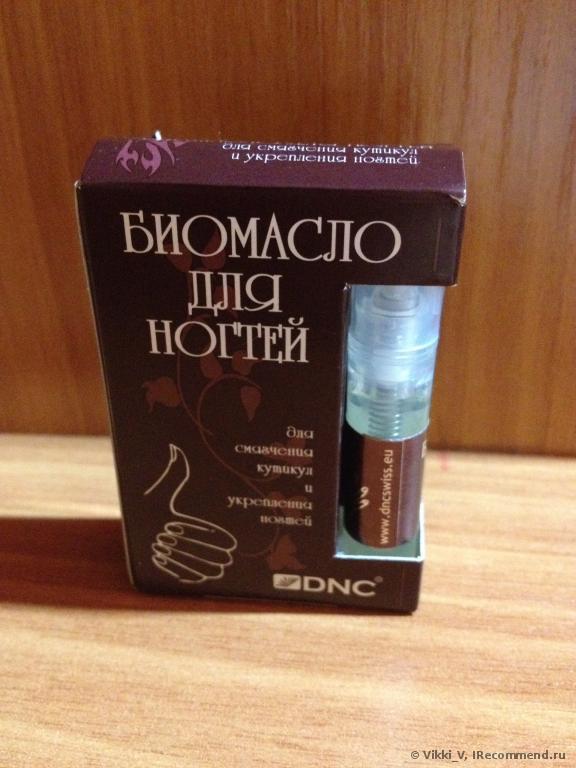 для смягчения кутикул
и укрепления ногтей
БИОМАСЛО
ДЛЯ
НОГТЕЙ
для
смягчения
кутикул
и
укрепления
ногтей
DNC®
www.dncswiss.eu
© Vikki_V, IRecommend.ru